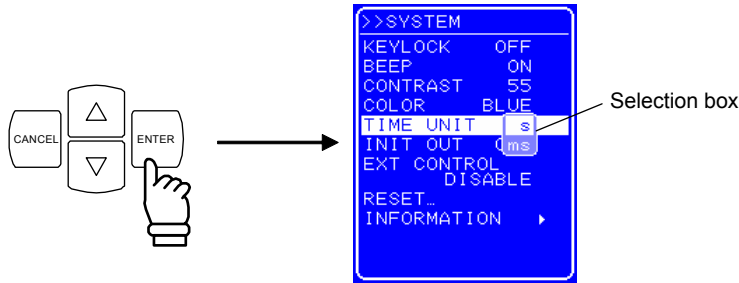 CANCEL
ENTER
>>SYSTEM
KEYLOCK OFF
BEEP ON
CONTRAST 55
COLOR BLUE
TIME UNIT s
INIT OUT ms
EXT CONTROL
DISABLE
RESET…
INFORMATION
Selection box